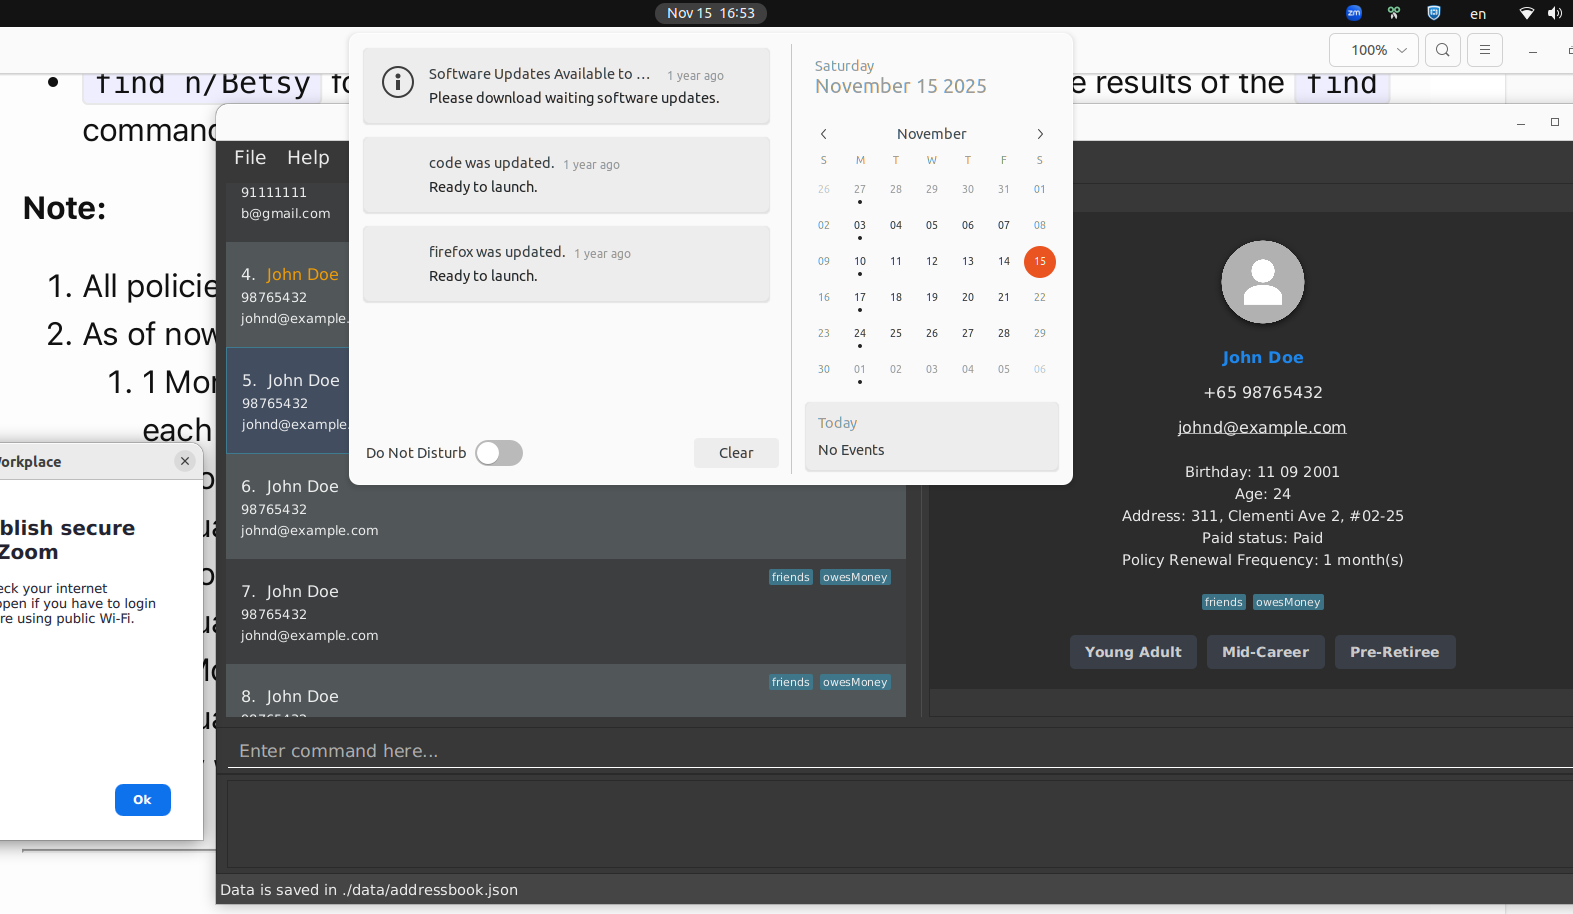 Nov 15  16:53
zm
en
100%
find n/Betsy
e results of the find
comman
Note:
1. All policie
2. As of now
1. 1 Mor
each
Software Updates Available to ... 1 year ago
Please download waiting software updates.
code was updated. 1 year ago
Ready to launch.
firefox was updated. 1 year ago
Ready to launch.
Do Not Disturb
Clear
Saturday
November 15 2025
November
S M T W T F S
26 27 28 29 30 31 01
02 03 04 05 06 07 08
09 10 11 12 13 14 15
16 17 18 19 20 21 22
23 24 25 26 27 28 29
30 01 02 03 04 05 06
Today
No Events
File Help
91111111
b@gmail.com
4. John Doe
98765432
johnd@example.
5. John Doe
98765432
johnd@example.
6. John Doe
98765432
johnd@example.com
7. John Doe
friends owesMoney
98765432
johnd@example.com
8. John Doe
friends owesMoney
98765432
John Doe
+65 98765432
johnd@example.com
Birthday: 11 09 2001
Age: 24
Address: 311, Clementi Ave 2, #02-25
Paid status: Paid
Policy Renewal Frequency: 1 month(s)
friends owesMoney
Young Adult Mid-Career Pre-Retiree
Enter command here...
Data is saved in ./data/addressbook.json
orkplace
blish secure
Zoom
eck your internet
ppen if you have to login
re using public Wi-Fi.
Ok